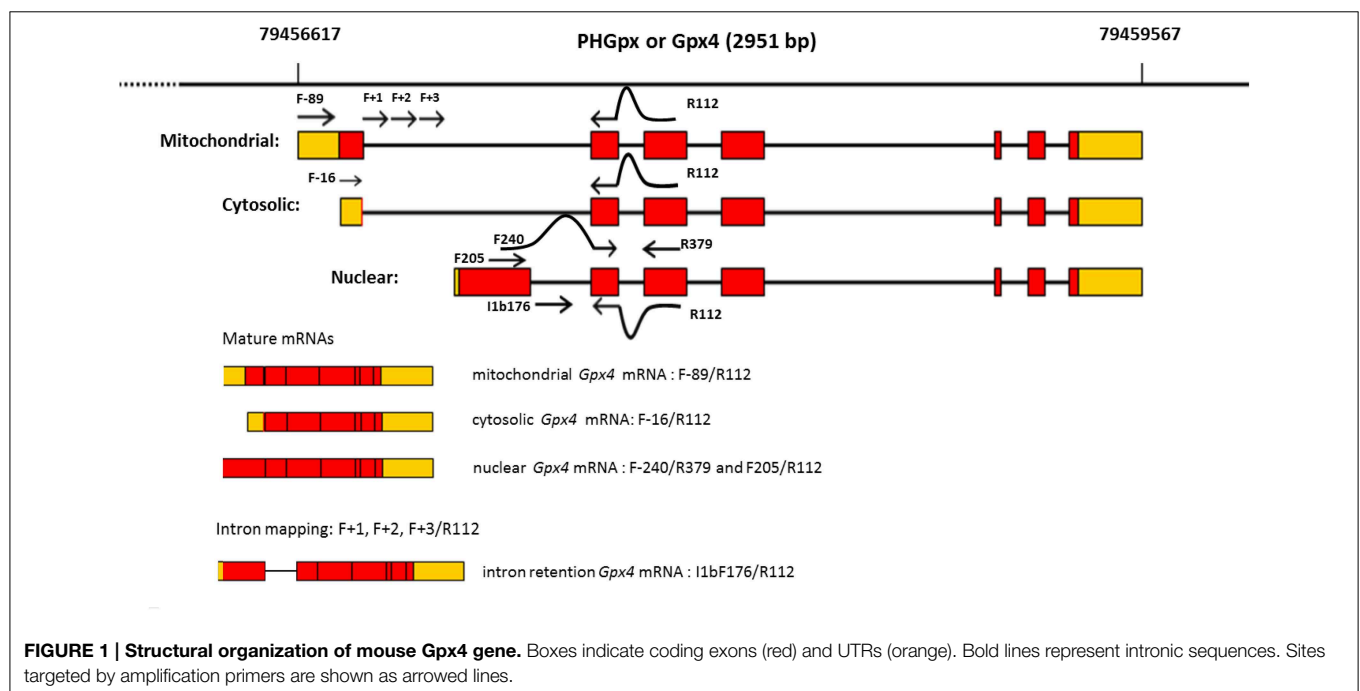 79456617
PHGpx or Gpx4 (2951 bp)
79459567
F-89
F+1
F+2
F+3
R112
Mitochondrial:
F-16
R112
Cytosolic:
F240
R379
F205
Nuclear:
I1b176
R112
Mature mRNAs
mitochondrial Gpx4 mRNA : F-89/R112
cytosolic Gpx4 mRNA: F-16/R112
nuclear Gpx4 mRNA : F-240/R379 and F205/R112
Intron mapping: F+1, F+2, F+3/R112
intron retention Gpx4 mRNA : I1bF176/R112
FIGURE 1 | Structural organization of mouse Gpx4 gene. Boxes indicate coding exons (red) and UTRs (orange). Bold lines represent intronic sequences. Sites
targeted by amplification primers are shown as arrowed lines.